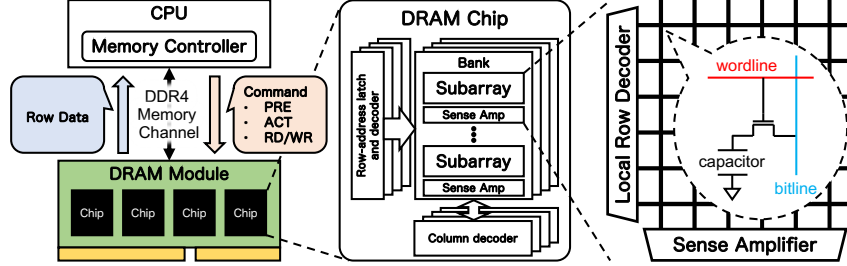 CPU
Memory Controller
Row Data
DDR4
Memory
Channel
Command
• PRE
• ACT
• RD/WR
DRAM Module
Chip
Chip
Chip
Chip
DRAM Chip
Row-address latch
and decoder
Bank
Subarray
Sense Amp
Subarray
Sense Amp
Column decoder
Local Row Decoder
wordline
capacitor
bitline
Sense Amplifier